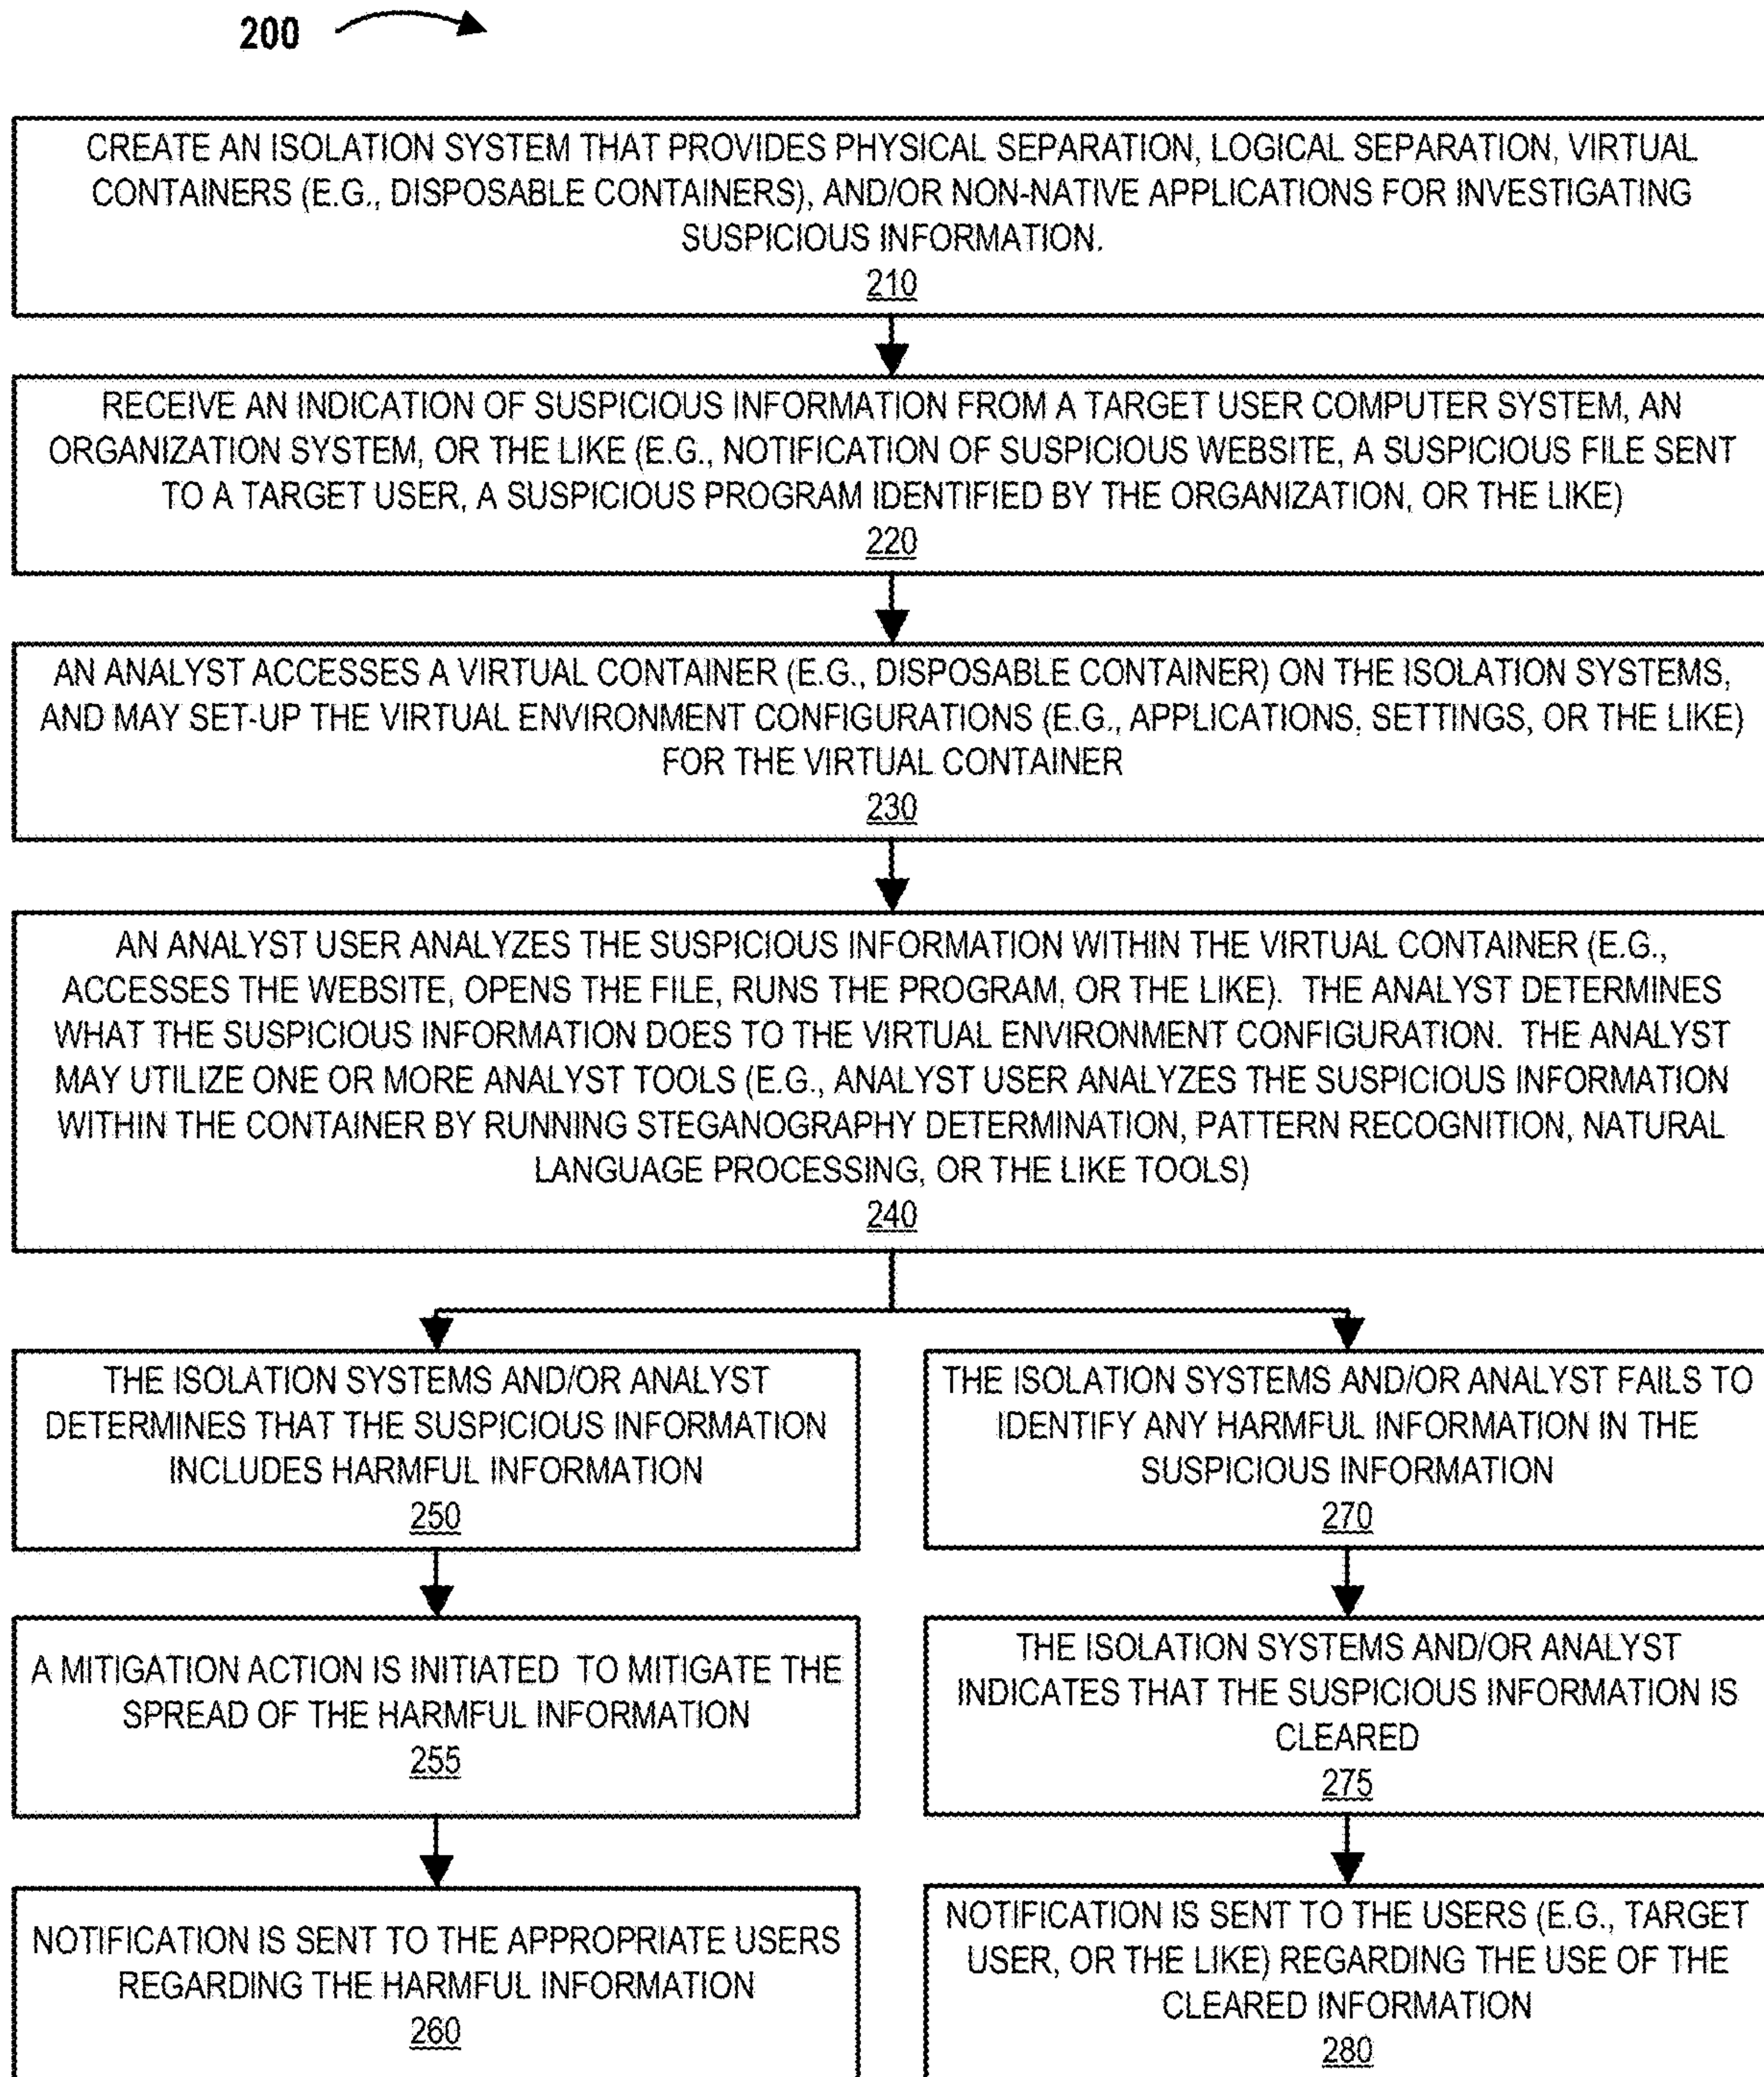 200
CREATE AN ISOLATION SYSTEM THAT PROVIDES PHYSICAL SEPARATION, LOGICAL SEPARATION, VIRTUAL
CONTAINERS (E.G., DISPOSABLE CONTAINERS), AND/OR NON-NATIVE APPLICATIONS FOR INVESTIGATING
SUSPICIOUS INFORMATION.
210
RECEIVE AN INDICATION OF SUSPICIOUS INFORMATION FROM A TARGET USER COMPUTER SYSTEM, AN
ORGANIZATION SYSTEM, OR THE LIKE (E.G., NOTIFICATION OF SUSPICIOUS WEBSITE, A SUSPICIOUS FILE SENT
TO A TARGET USER, A SUSPICIOUS PROGRAM IDENTIFIED BY THE ORGANIZATION, OR THE LIKE)
220
AN ANALYST ACCESSES A VIRTUAL CONTAINER (E.G., DISPOSABLE CONTAINER) ON THE ISOLATION SYSTEMS,
AND MAY SET-UP THE VIRTUAL ENVIRONMENT CONFIGURATIONS (E.G., APPLICATIONS, SETTINGS, OR THE LIKE)
FOR THE VIRTUAL CONTAINER
230
AN ANALYST USER ANALYZES THE SUSPICIOUS INFORMATION WITHIN THE VIRTUAL CONTAINER (E.G.,
ACCESSES THE WEBSITE, OPENS THE FILE, RUNS THE PROGRAM, OR THE LIKE). THE ANALYST DETERMINES
WHAT THE SUSPICIOUS INFORMATION DOES TO THE VIRTUAL ENVIRONMENT CONFIGURATION. THE ANALYST
MAY UTILIZE ONE OR MORE ANALYST TOOLS (E.G., ANALYST USER ANALYZES THE SUSPICIOUS INFORMATION
WITHIN THE CONTAINER BY RUNNING STEGANOGRAPHY DETERMINATION, PATTERN RECOGNITION, NATURAL
LANGUAGE PROCESSING, OR THE LIKE TOOLS)
240
THE ISOLATION SYSTEMS AND/OR ANALYST
DETERMINES THAT THE SUSPICIOUS INFORMATION
INCLUDES HARMFUL INFORMATION
250
A MITIGATION ACTION IS INITIATED TO MITIGATE THE
SPREAD OF THE HARMFUL INFORMATION
255
NOTIFICATION IS SENT TO THE APPROPRIATE USERS
REGARDING THE HARMFUL INFORMATION
260
THE ISOLATION SYSTEMS AND/OR ANALYST FAILS TO
IDENTIFY ANY HARMFUL INFORMATION IN THE
SUSPICIOUS INFORMATION
270
THE ISOLATION SYSTEMS AND/OR ANALYST
INDICATES THAT THE SUSPICIOUS INFORMATION IS
CLEARED
275
NOTIFICATION IS SENT TO THE USERS (E.G., TARGET
USER, OR THE LIKE) REGARDING THE USE OF THE
CLEARED INFORMATION
280